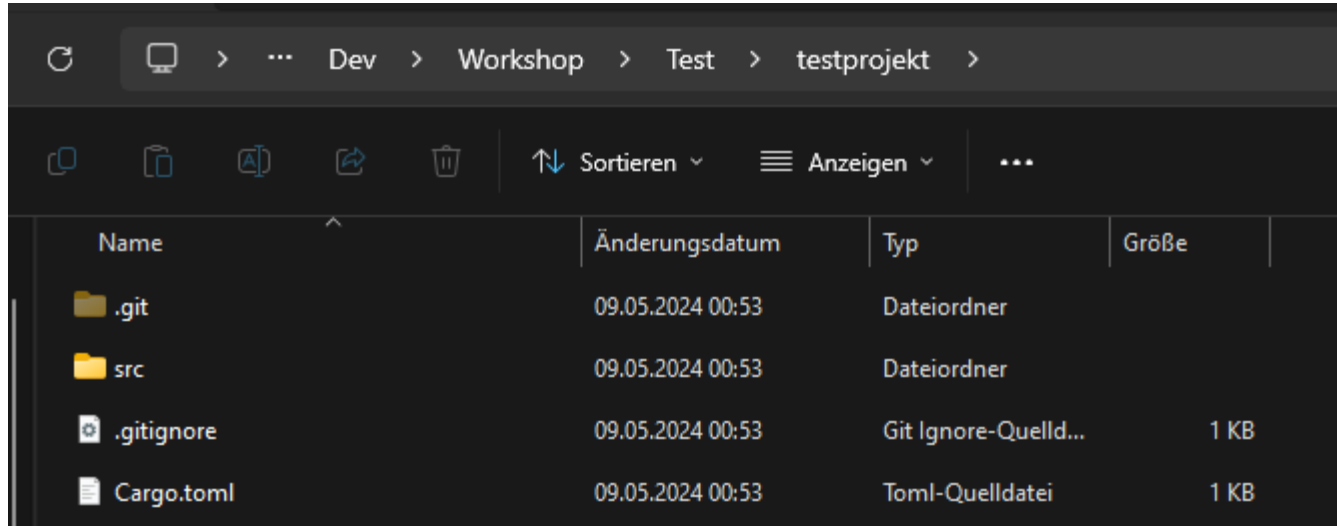 > ... Dev > Workshop > Test > testprojekt >
Sortieren Anzeigen ...
Name Änderungsdatum Typ Größe
.git 09.05.2024 00:53 Dateiordner
src 09.05.2024 00:53 Dateiordner
.gitignore 09.05.2024 00:53 Git Ignore-Quelld... 1 KB
Cargo.toml 09.05.2024 00:53 Toml-Quelldatei 1 KB